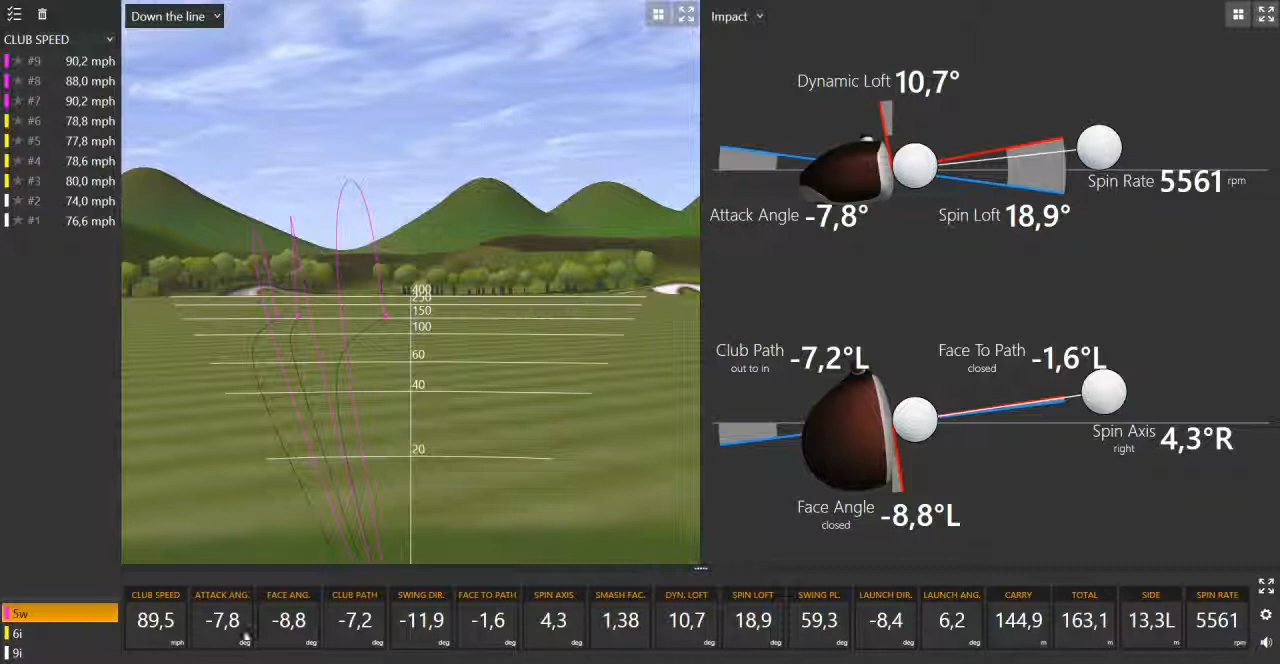 Down the line
Impact
CLUB SPEED
#9 90,2 mph
#8 88,0 mph
#7 90,2 mph
#6 78,8 mph
#5 77,8 mph
#4 78,6 mph
#3 80,0 mph
#2 74,0 mph
#1 76,6 mph
400
250
150
100
60
40
20
Dynamic Loft 10,7°
Spin Rate 5561 rpm
Attack Angle -7,8°
Spin Loft 18,9°
Club Path -7,2°L
out to in
Face To Path -1,6°L
closed
Spin Axis 4,3°R
right
Face Angle -8,8°L
closed
5w
6i
9i
CLUB SPEED ATTACK ANG. FACE ANG. CLUB PATH SWING DIR. FACE TO PATH SPIN AXIS SMASH FAC. DYN. LOFT SPIN LOFT SWING PL. LAUNCH DIR. LAUNCH ANG. CARRY TOTAL SIDE SPIN RATE
89,5 -7,8 -8,8 -7,2 -11,9 -1,6 4,3 1,38 10,7 18,9 59,3 -8,4 6,2 144,9 163,1 13,3L 5561
mph deg deg deg deg deg deg deg deg deg deg deg m m m rpm